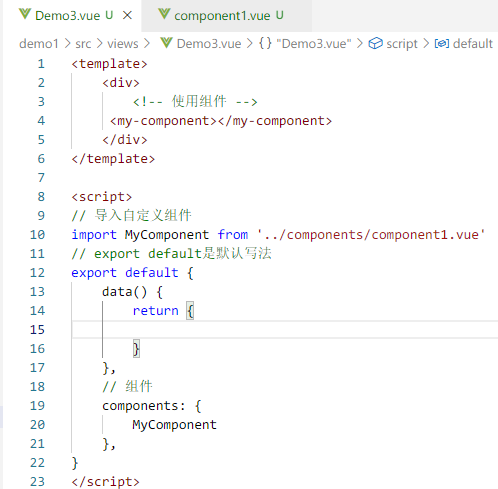 Demo3.vue U × component1.vue U
demo1 > src > views > Demo3.vue > {} "Demo3.vue" > script > default
1 <template>
2     <div>
3         <!-- 使用组件 -->
4      <my-component></my-component>
5     </div>
6 </template>
7
8 <script>
9 // 导入自定义组件
10 import MyComponent from '../components/component1.vue'
11 // export default是默认写法
12 export default {
13     data() {
14         return {
15
16         }
17     },
18     // 组件
19     components: {
20         MyComponent
21     },
22 }
23 </script>